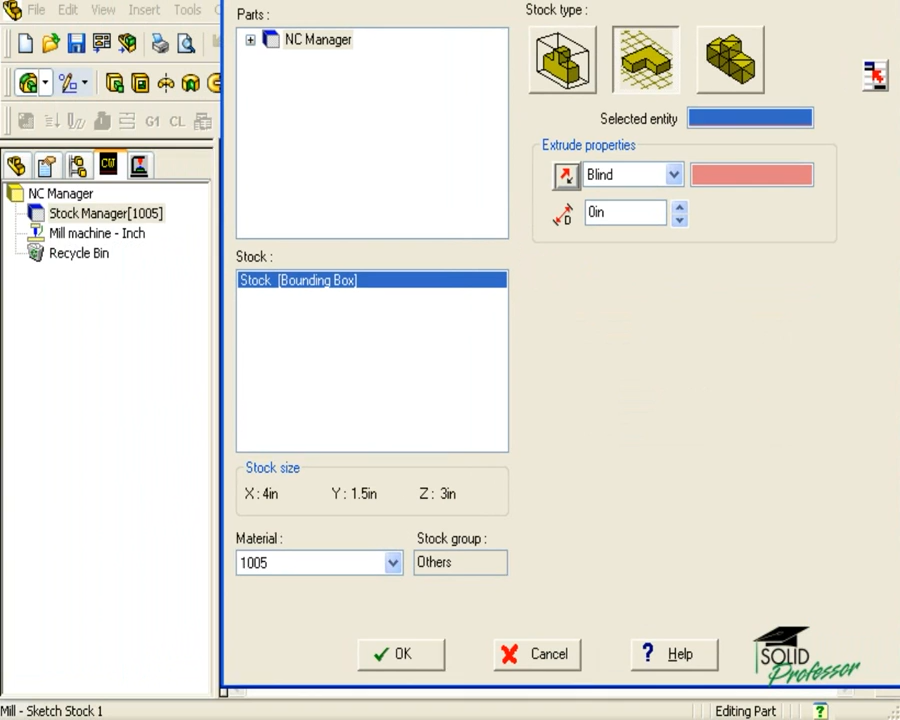 File Edit View Insert Tools
Parts :
NC Manager
Stock type :
Selected entity
Extrude properties
Blind
D
0in
G1 CL
CW
NC Manager
Stock Manager[1005]
Mill machine - Inch
Recycle Bin
Stock :
Stock [Bounding Box]
Stock size
X : 4in Y : 1.5in Z : 3in
Material : Stock group :
1005 Others
OK Cancel ? Help
SOLID
Professor
Mill - Sketch Stock 1 Editing Part ?